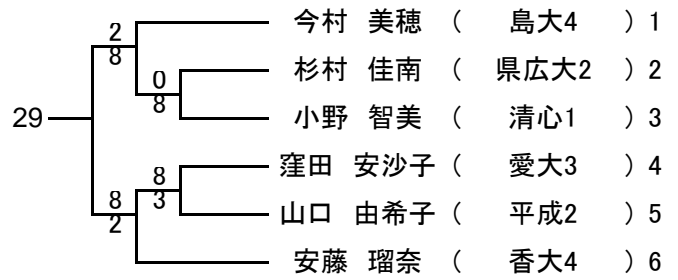 今村 美穂 ( 島大4 ) 1
2
8
杉村 佳南 ( 県広大2 ) 2
0
8
小野 智美 ( 清心1 ) 3
29
窪田 安沙子 ( 愛大3 ) 4
8
3
山口 由希子 ( 平成2 ) 5
8
2
安藤 瑠奈 ( 香大4 ) 6